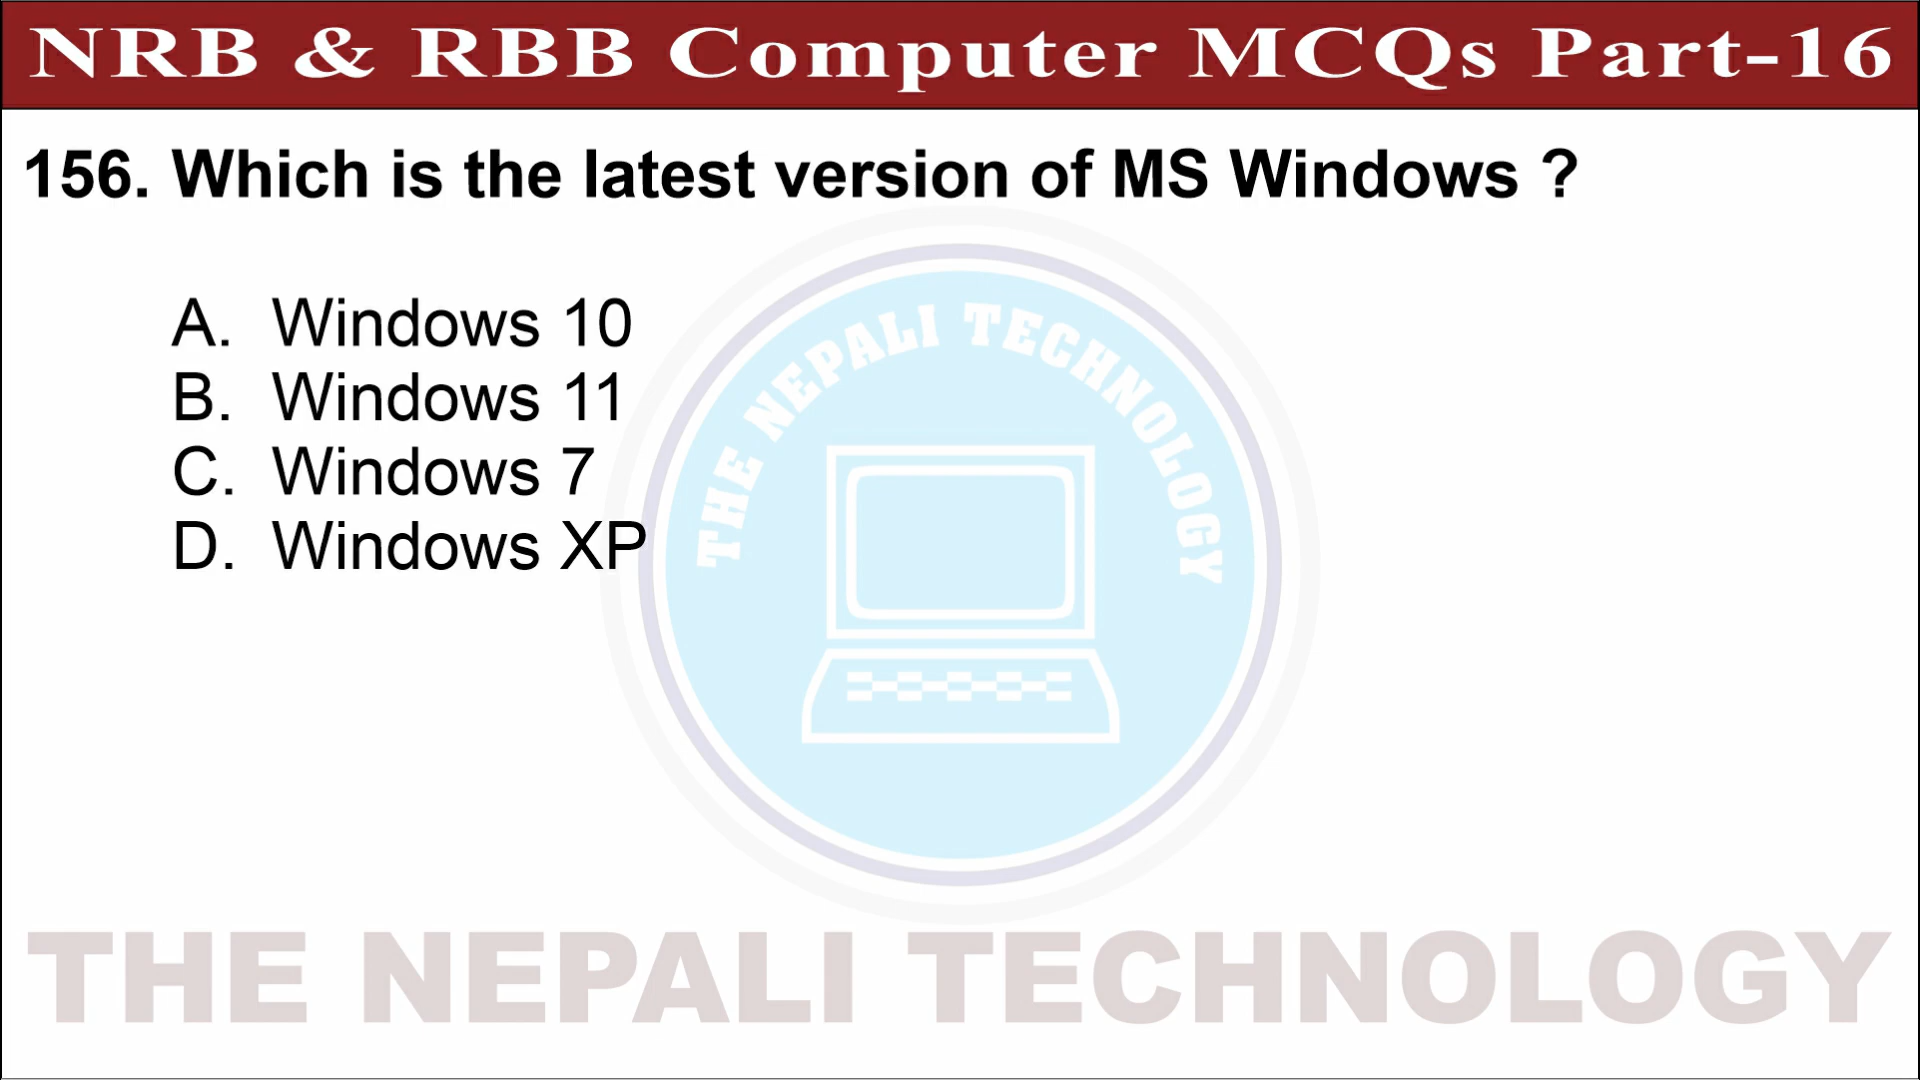 NRB & RBB Computer MCQs Part-16
156. Which is the latest version of MS Windows ?
A. Windows 10
B. Windows 11
C. Windows 7
D. Windows XP
THE NEPALI TECHNOLOGY
THE NEPALI TECHNOLOGY